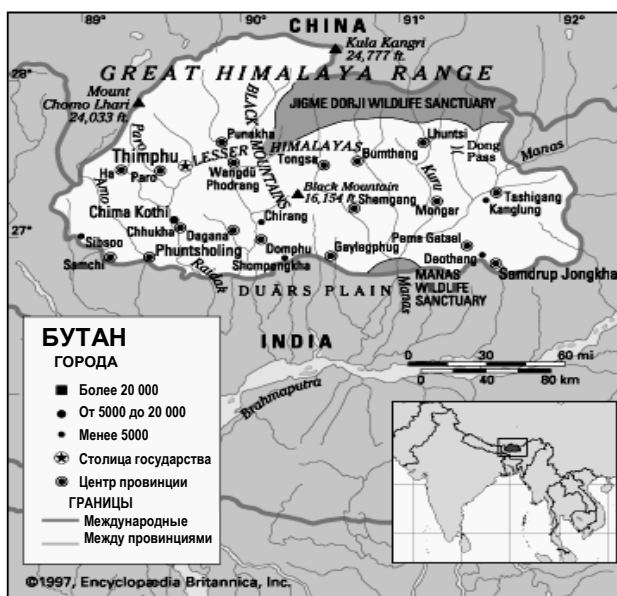 89°
90°
91°
92°
CHINA
Kula Kangri
24,777 ft.
28°
28°
GREAT HIMALAYA RANGE
Mount
Chomo Lhari
24,033 ft.
BLACK MOUNTAINS
JIGME DORJI WILDLIFE SANCTUARY
Paro
Punakha
Lhuntsi
Thimphu
LESSER HIMALAYAS
Dong
Pass
Manas
Ha
Paro
Wangdü
Phodrang
Tongsa
Bumthang
Kuru
Amo
Black Mountain
16,154 ft.
Shemgang
Mongar
Tashigang
Kanglung
Chima Kothi
Chirang
27°
27°
Sibsoo
Chhukha
Dagana
Domphu
Gaylegphug
Pema Gatsel
Deothang
Samchi
Phuntsholing
Shompangkha
Samdrup Jongkhar
Raidak
DUĀRS PLAIN
Manas
MANAS
WILDLIFE
SANCTUARY
INDIA
Brahmaputra
0 30 60 mi
0 40 80 km
БУТАН
ГОРОДА
Более 20 000
От 5000 до 20 000
Менее 5000
Столица государства
Центр провинции
ГРАНИЦЫ
Международные
Между провинциями
©1997, Encyclopædia Britannica, Inc.